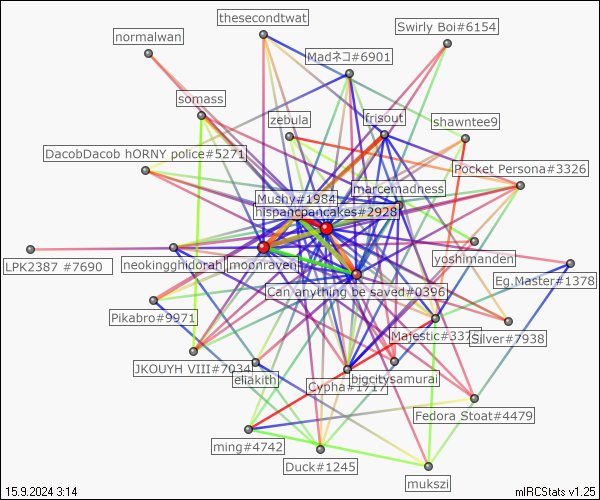 thesecondtwat
Swirly Boi#6154
normalwan
Madネコ#6901
somass
zebula
frisout
shawntee9
DacobDacob hORNY police#5271
Pocket Persona#3326
marcemadness
Mushy#1984
hispancpancakes#2928
LPK2387 #7690
neokingghidorah
moonraven
yoshimanden
Eg.Master#1378
Can anything be saved#0396
Pikabro#9971
Majestic#337
Silver#7938
JKOUYH VIII#7034
eliakith
Cypha#1717
bigcitysamurai
Fedora Stoat#4479
ming#4742
Duck#1245
mukszi
15.9.2024 3:14
mIRCStats v1.25